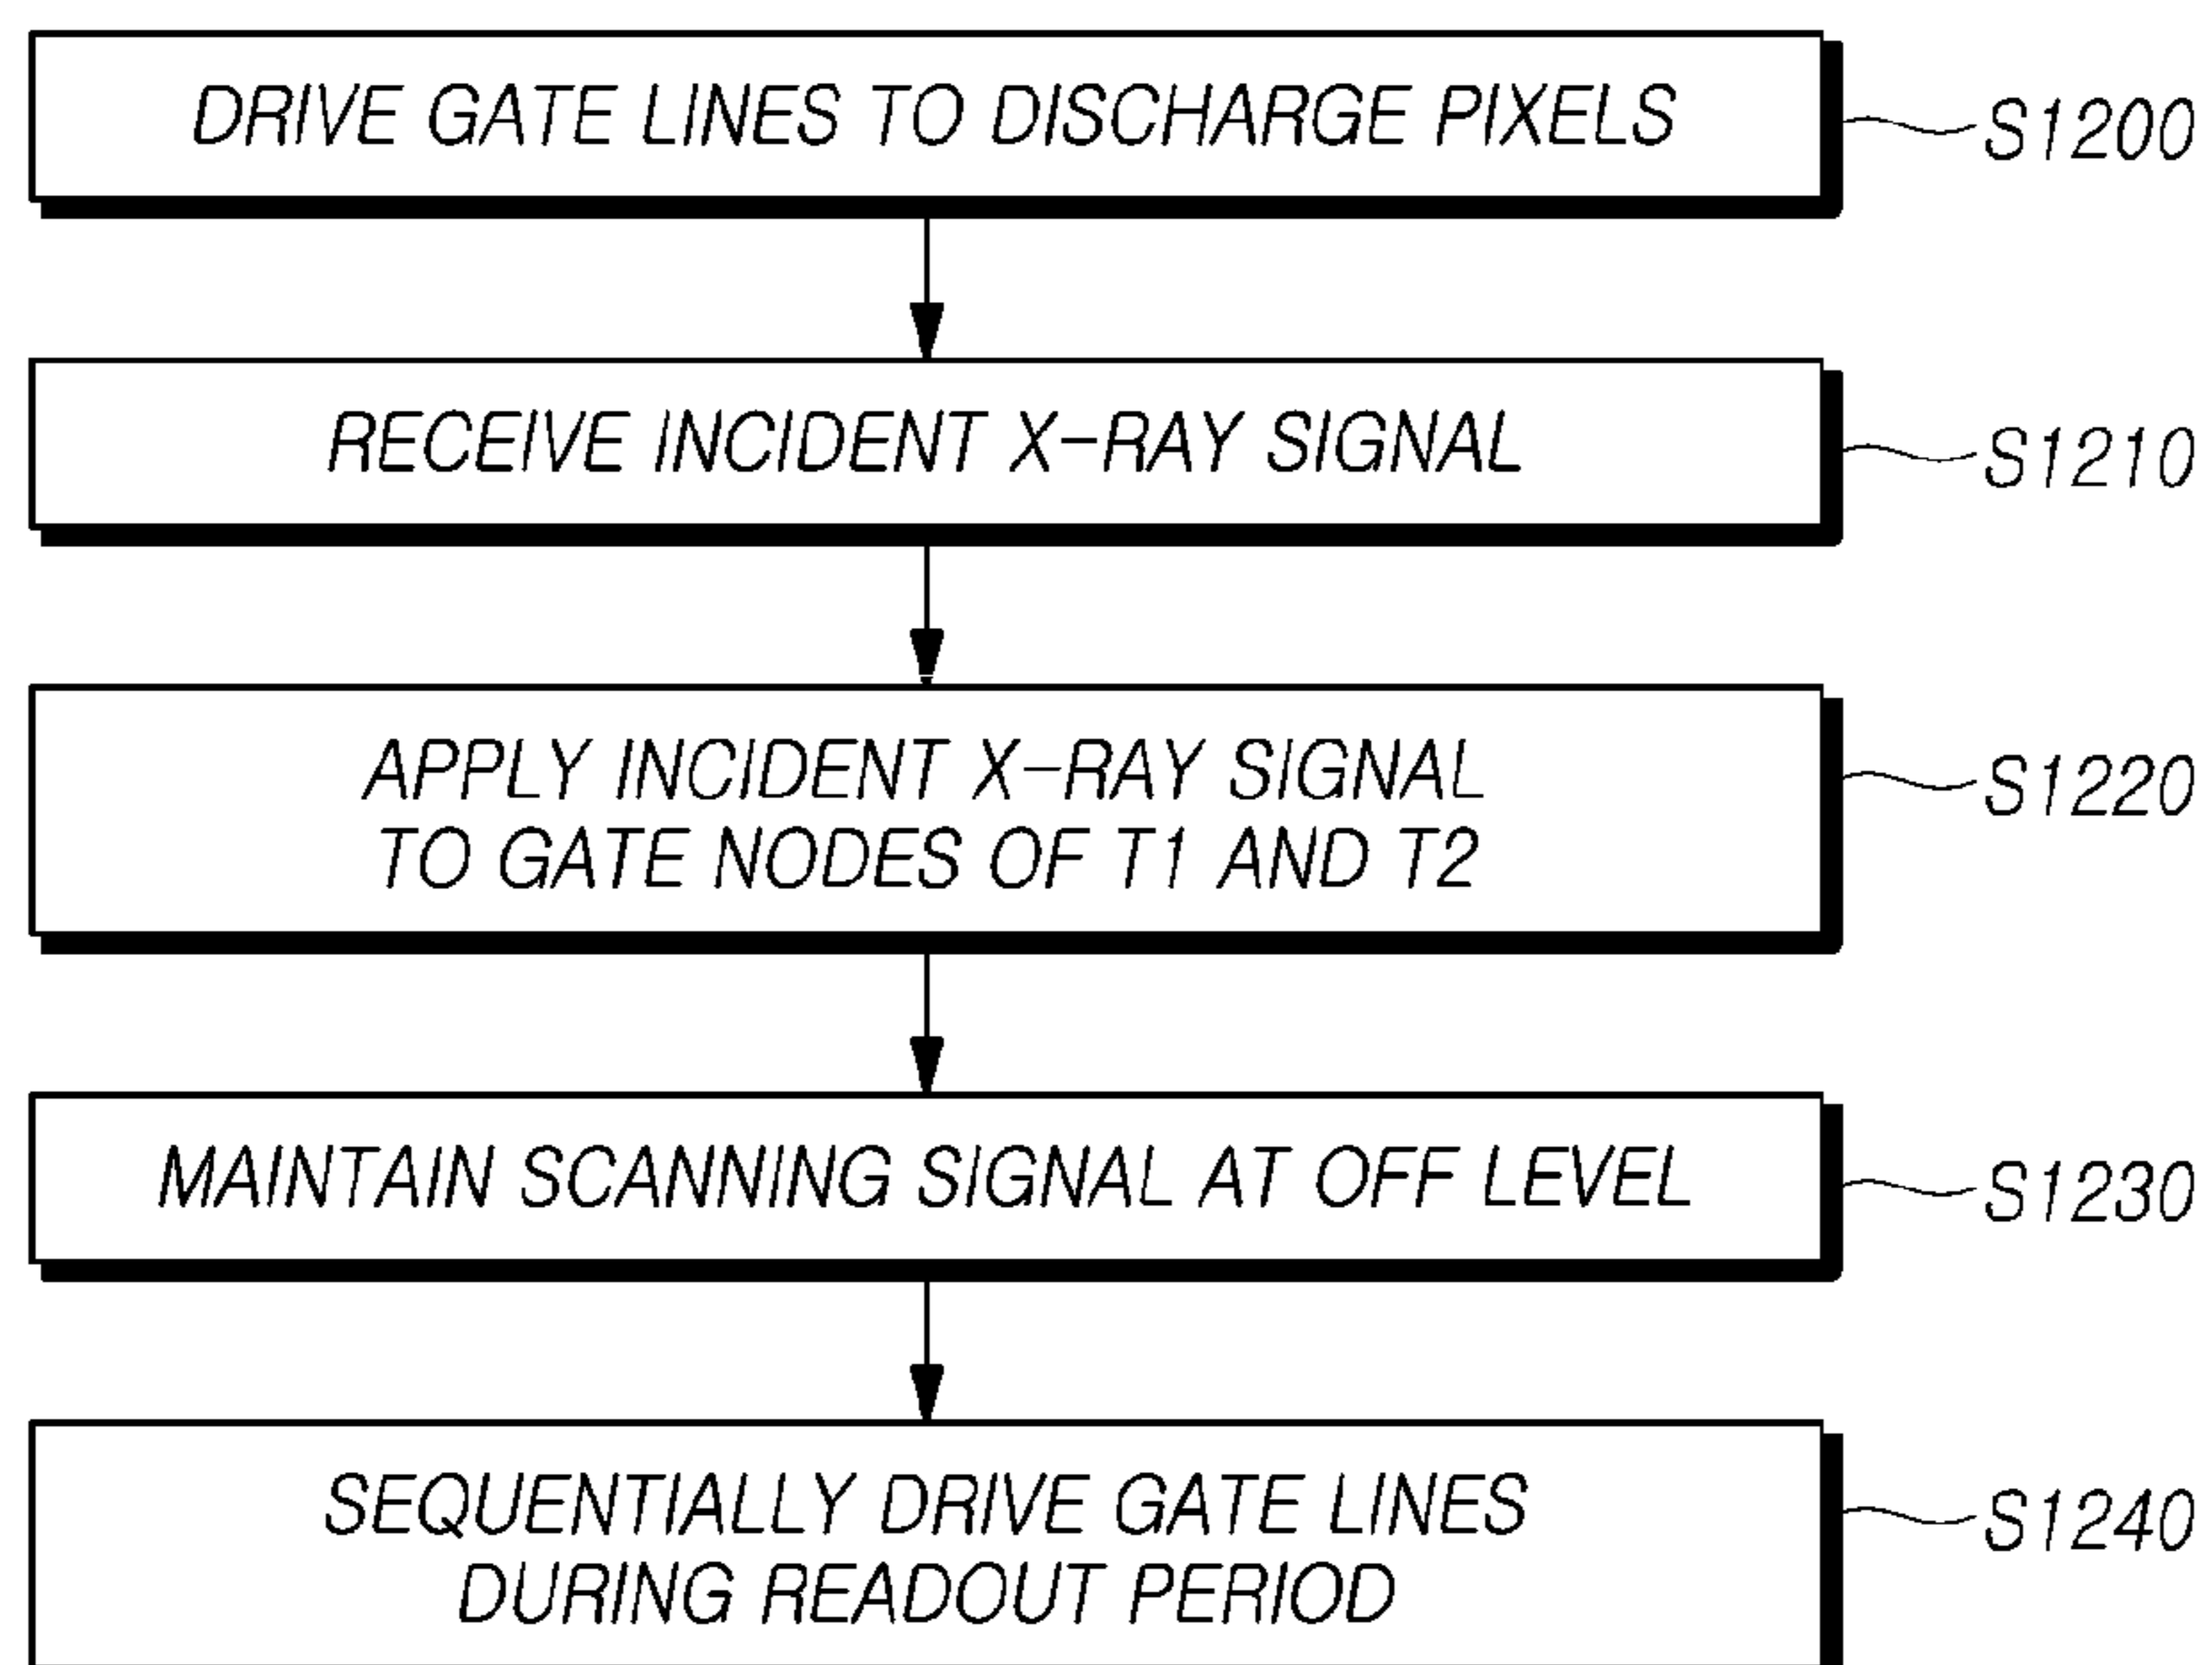 DRIVE GATE LINES TO DISCHARGE PIXELS
S1200
RECEIVE INCIDENT X-RAY SIGNAL
S1210
APPLY INCIDENT X-RAY SIGNAL
TO GATE NODES OF T1 AND T2
S1220
MAINTAIN SCANNING SIGNAL AT OFF LEVEL
S1230
SEQUENTIALLY DRIVE GATE LINES
DURING READOUT PERIOD
S1240